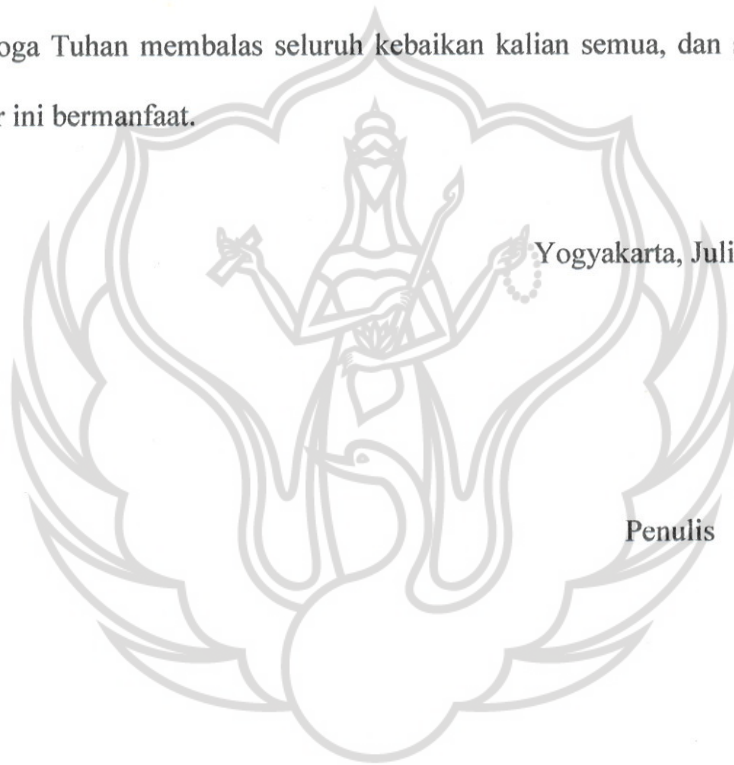 oga Tuhan membalas seluruh kebaikan kalian semua, dan
ini bermanfaat.
Yogyakarta, Juli
Penulis